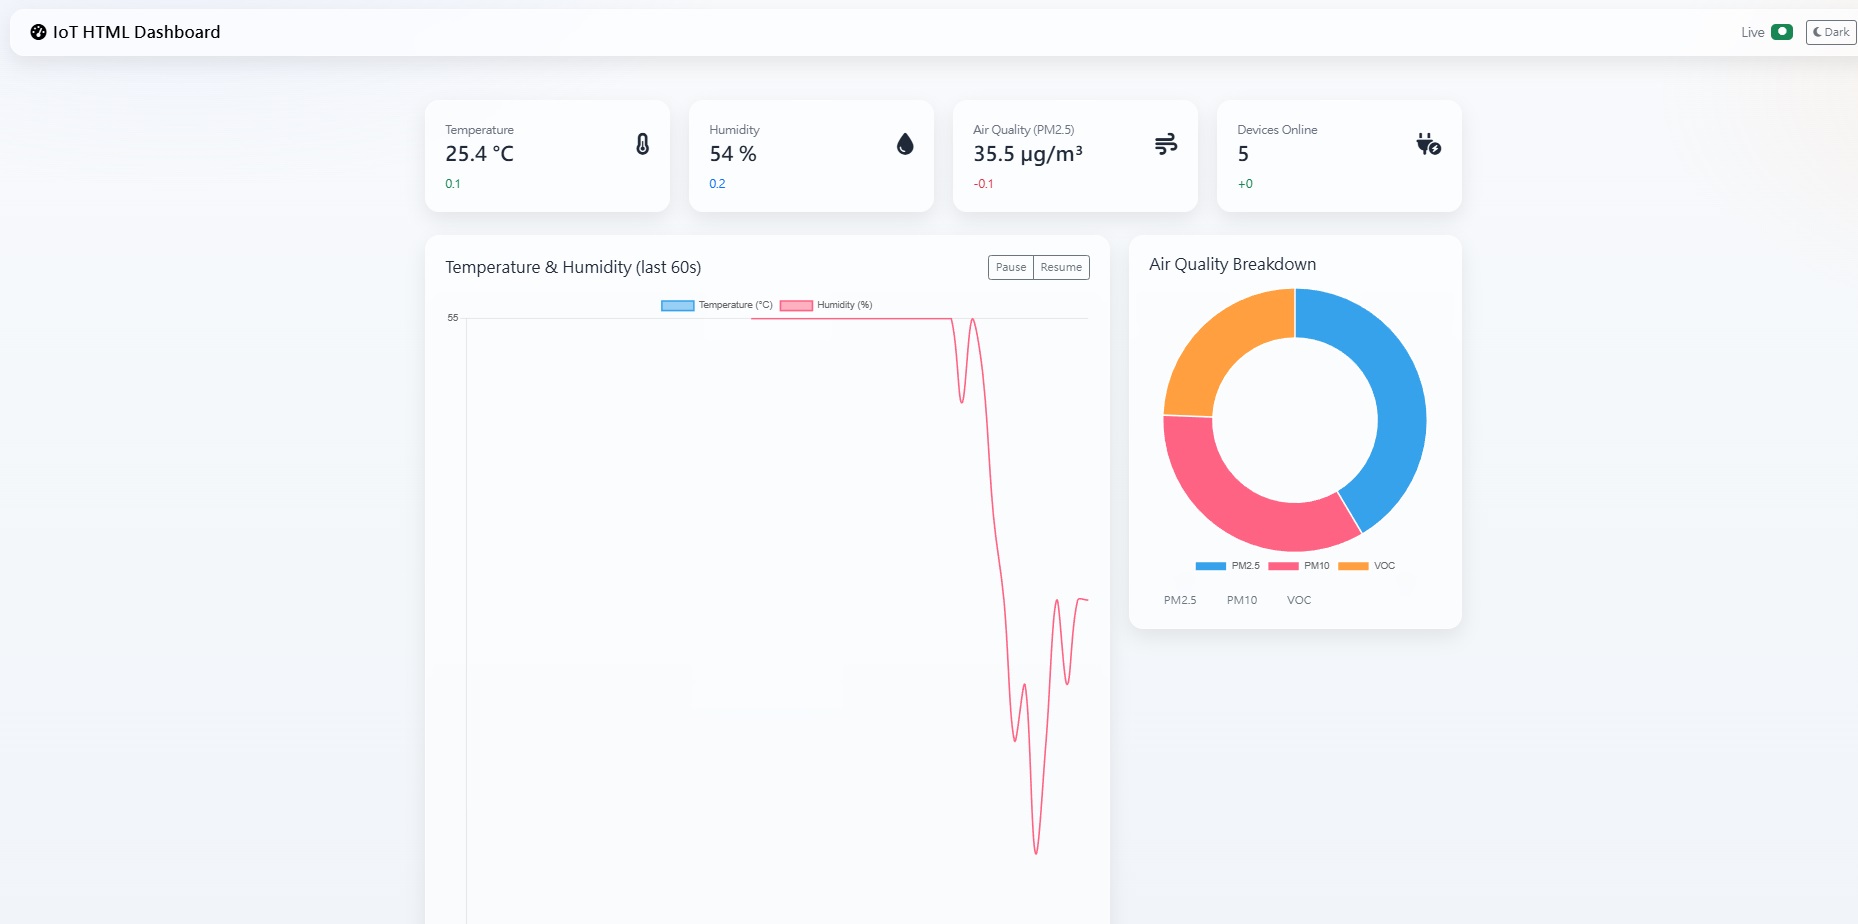 IoT HTML Dashboard
Live
Dark
Temperature
25.4 °C
0.1
Humidity
54 %
0.2
Air Quality (PM2.5)
35.5 µg/m³
-0.1
Devices Online
5
+0
Temperature & Humidity (last 60s)
Pause Resume
Temperature (°C) Humidity (%)
55
Air Quality Breakdown
PM2.5 PM10 VOC
PM2.5 PM10 VOC